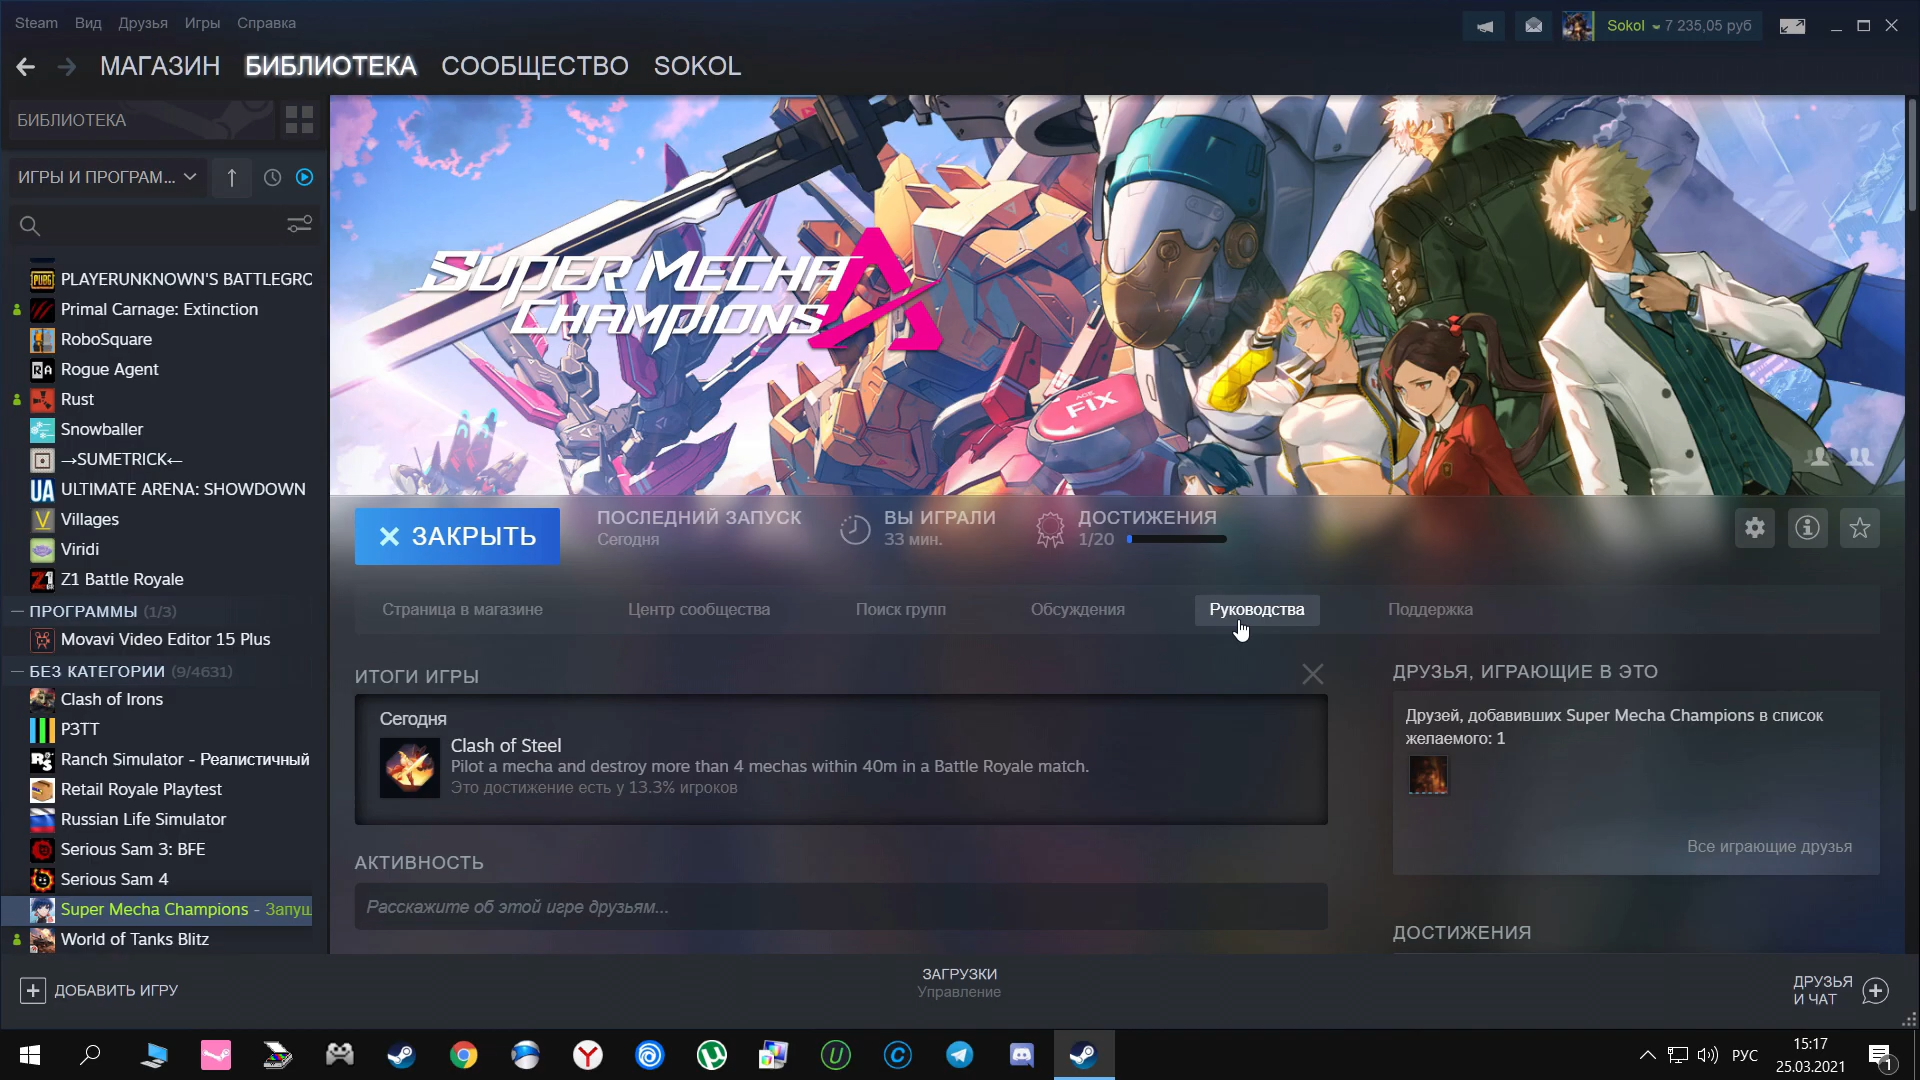 Steam Вид Друзья Игры Справка
Sokol 7 235,05 руб
МАГАЗИН БИБЛИОТЕКА СООБЩЕСТВО SOKOL
БИБЛИОТЕКА
ИГРЫ И ПРОГРАМ...
PLAYERUNKNOWN'S BATTLEGRC
Primal Carnage: Extinction
RoboSquare
Rogue Agent
Rust
Snowballer
→SUMETRICK←
ULTIMATE ARENA: SHOWDOWN
Villages
Viridi
Z1 Battle Royale
— ПРОГРАММЫ (1/3)
Movavi Video Editor 15 Plus
— БЕЗ КАТЕГОРИИ (9/4631)
Clash of Irons
P3TT
Ranch Simulator - Реалистичный
Retail Royale Playtest
Russian Life Simulator
Serious Sam 3: BFE
Serious Sam 4
Super Mecha Champions - Запущ
World of Tanks Blitz
ДОБАВИТЬ ИГРУ
SUPER MECHA
CHAMPIONS
ACE
FIX
ЗАКРЫТЬ
ПОСЛЕДНИЙ ЗАПУСК
Сегодня
ВЫ ИГРАЛИ
33 мин.
ДОСТИЖЕНИЯ
1/20
Страница в магазине Центр сообщества Поиск групп Обсуждения Руководства Поддержка
ИТОГИ ИГРЫ
Сегодня
Clash of Steel
Pilot a mecha and destroy more than 4 mechas within 40m in a Battle Royale match.
Это достижение есть у 13.3% игроков
АКТИВНОСТЬ
Расскажите об этой игре друзьям...
ДРУЗЬЯ, ИГРАЮЩИЕ В ЭТО
Друзей, добавивших Super Mecha Champions в список
желаемого: 1
Все играющие друзья
ДОСТИЖЕНИЯ
ЗАГРУЗКИ
Управление
ДРУЗЬЯ
И ЧАТ
РУС
15:17
25.03.2021
1